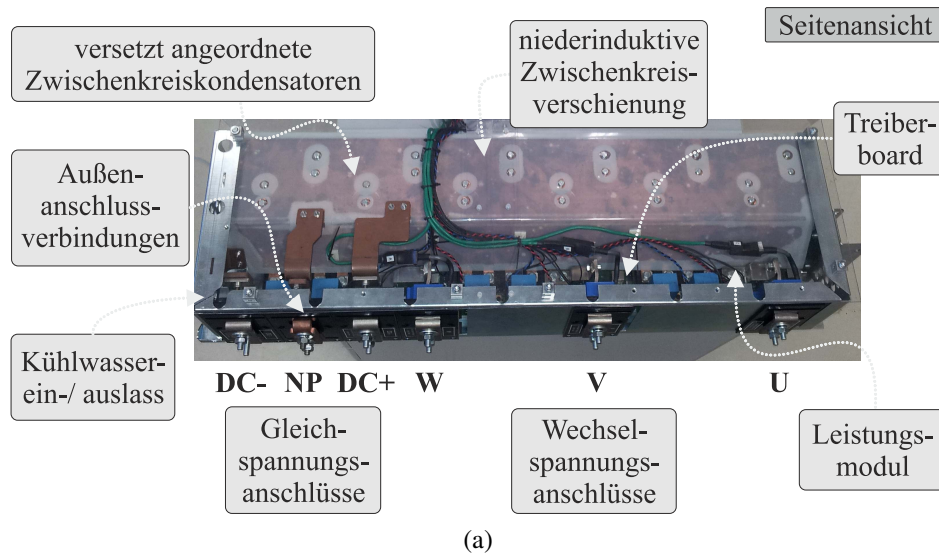 Seitenansicht
versetzt angeordnete
Zwischenkreiskondensatoren
niederinduktive
Zwischenkreis-
verschienung
Treiber-
board
Außen-
anschluss-
verbindungen
Kühlwasser-
ein-/ auslass
DC- NP DC+ W V U
Gleich-
spannungs-
anschlüsse
Wechsel-
spannungs-
anschlüsse
Leistungs-
modul
(a)